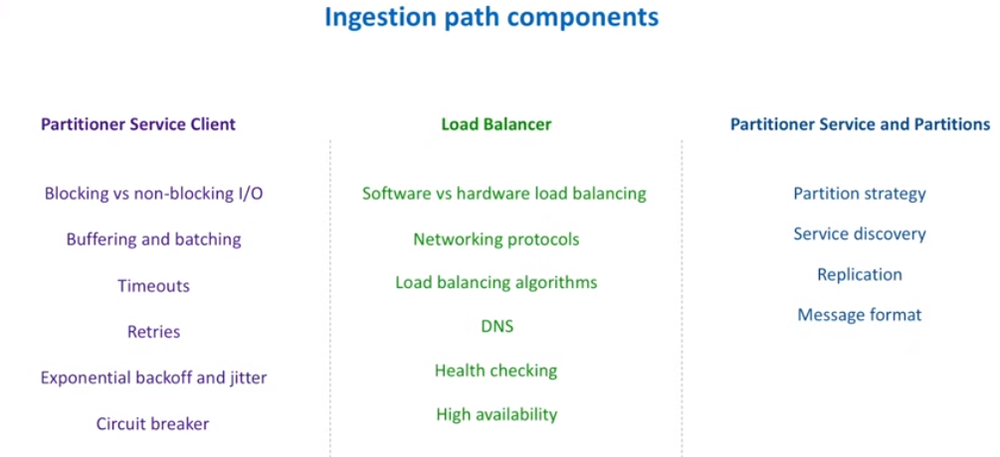 Ingestion path components
Partitioner Service Client
Blocking vs non-blocking I/O
Buffering and batching
Timeouts
Retries
Exponential backoff and jitter
Circuit breaker
Load Balancer
Software vs hardware load balancing
Networking protocols
Load balancing algorithms
DNS
Health checking
High availability
Partitioner Service and Partitions
Partition strategy
Service discovery
Replication
Message format